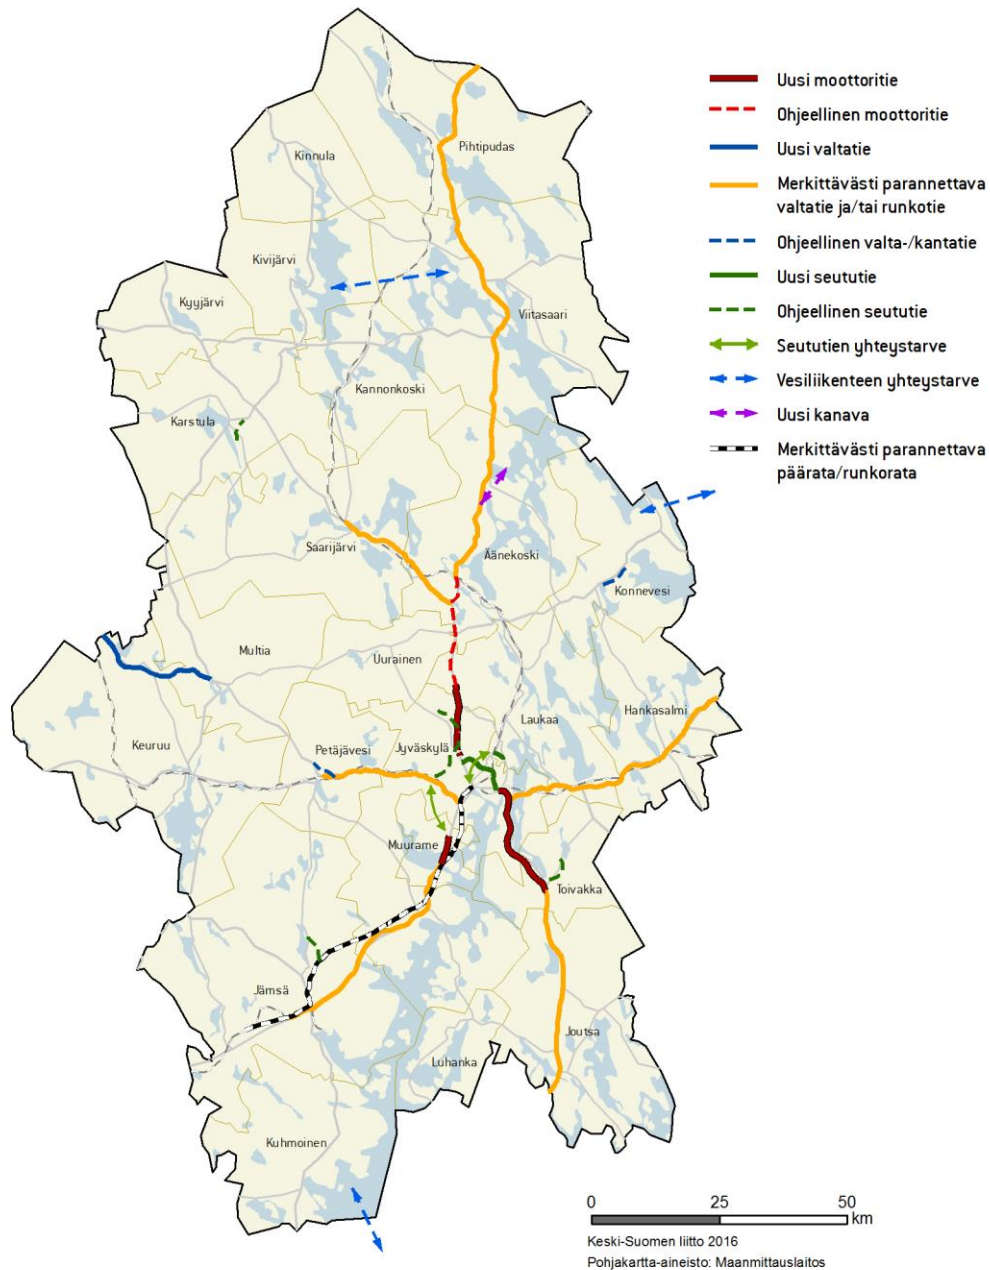 Uusi moottoritie
Ohjeellinen moottoritie
Uusi valtatie
Merkittävästi parannettava
valtatie ja/tai runkotie
Ohjeellinen valta-/kantatie
Uusi seututie
Ohjeellinen seututie
Seututien yhteystarve
Vesiliikenteen yhteystarve
Uusi kanava
Merkittävästi parannettava
päärata/runkorata
Pihtipudas
Kinnula
Kivijärvi
Kyyjärvi
Viitasaari
Kannonkoski
Karstula
Saarijärvi
Äänekoski
Konnevesi
Multia
Uurainen
Hankasalmi
Laukaa
Keuruu
Petäjävesi
Jyväskylä
Muurame
Toivakka
Jämsä
Joutsa
Luhanka
Kuhmoinen
0 25 50
km
Keski-Suomen liitto 2016
Pohjakartta-aineisto: Maanmittauslaitos